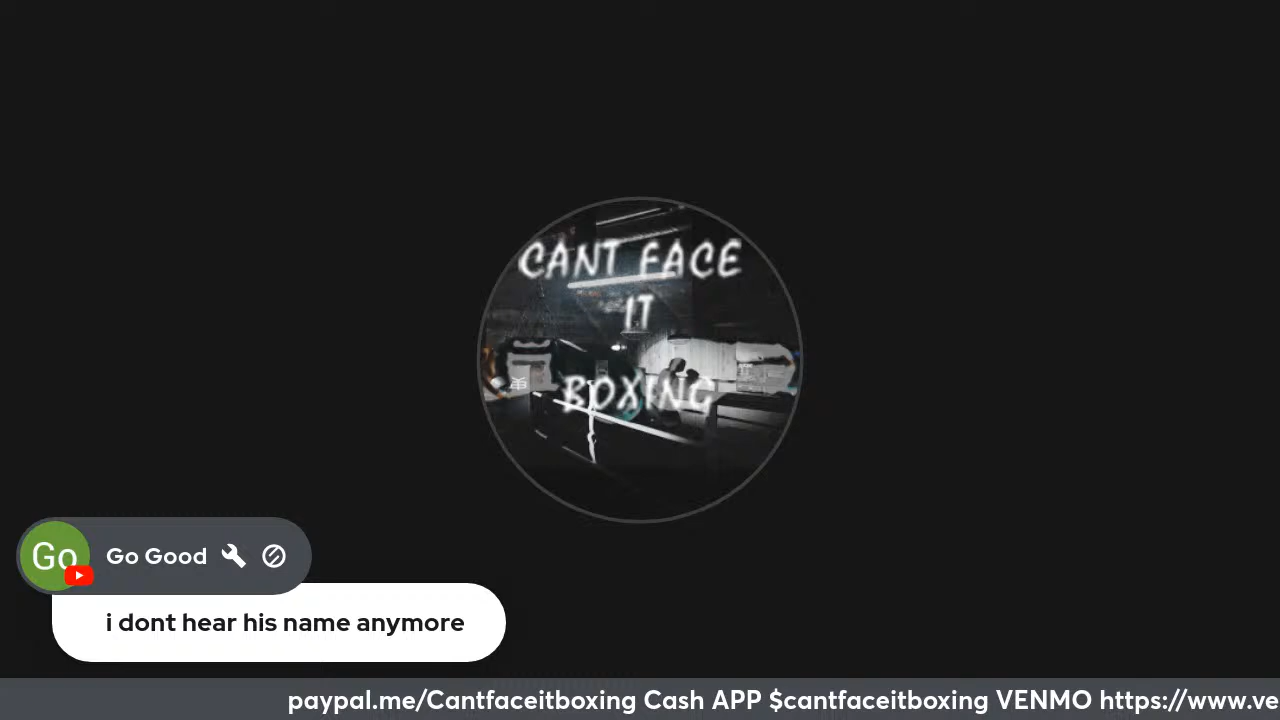 CANT FACE
IT
BOXING
Go Go Good
i dont hear his name anymore
paypal.me/Cantfaceitboxing Cash APP $cantfaceitboxing VENMO https://www.ve